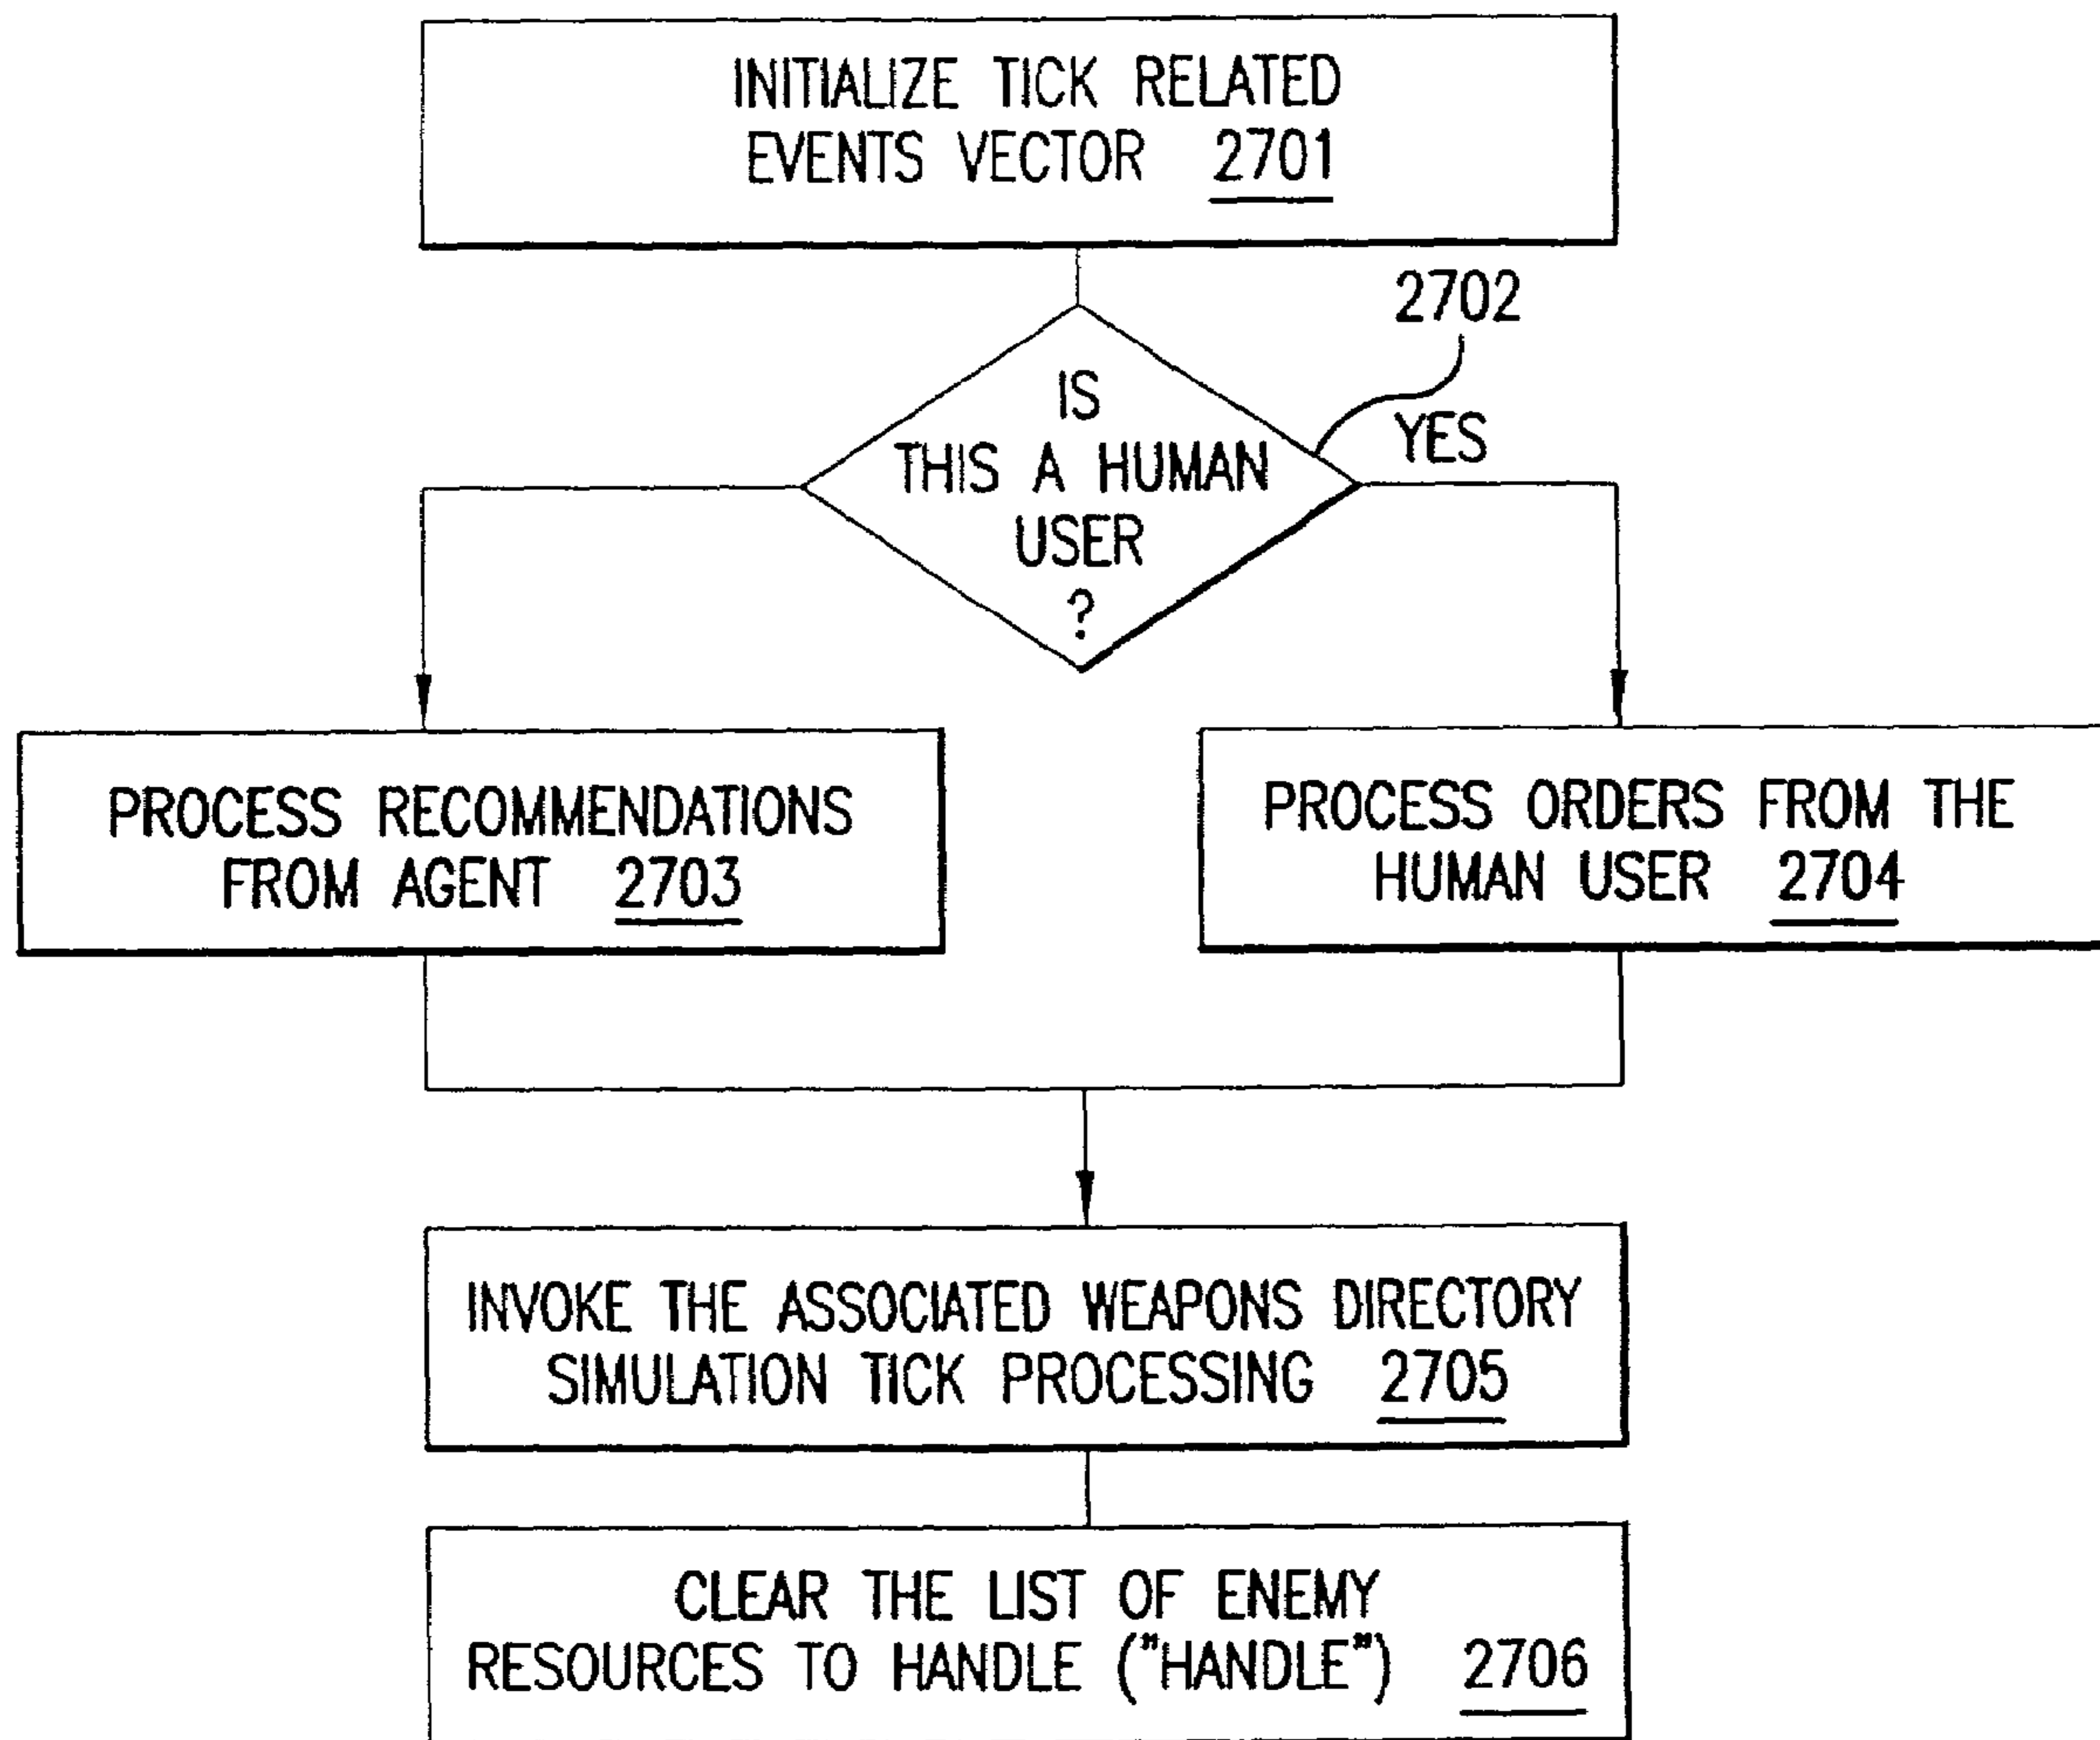 INITIALIZE TICK RELATED
EVENTS VECTOR 2701
2702
IS
THIS A HUMAN
USER
?
YES
PROCESS RECOMMENDATIONS
FROM AGENT 2703
PROCESS ORDERS FROM THE
HUMAN USER 2704
INVOKE THE ASSOCIATED WEAPONS DIRECTORY
SIMULATION TICK PROCESSING 2705
CLEAR THE LIST OF ENEMY
RESOURCES TO HANDLE ("HANDLE") 2706